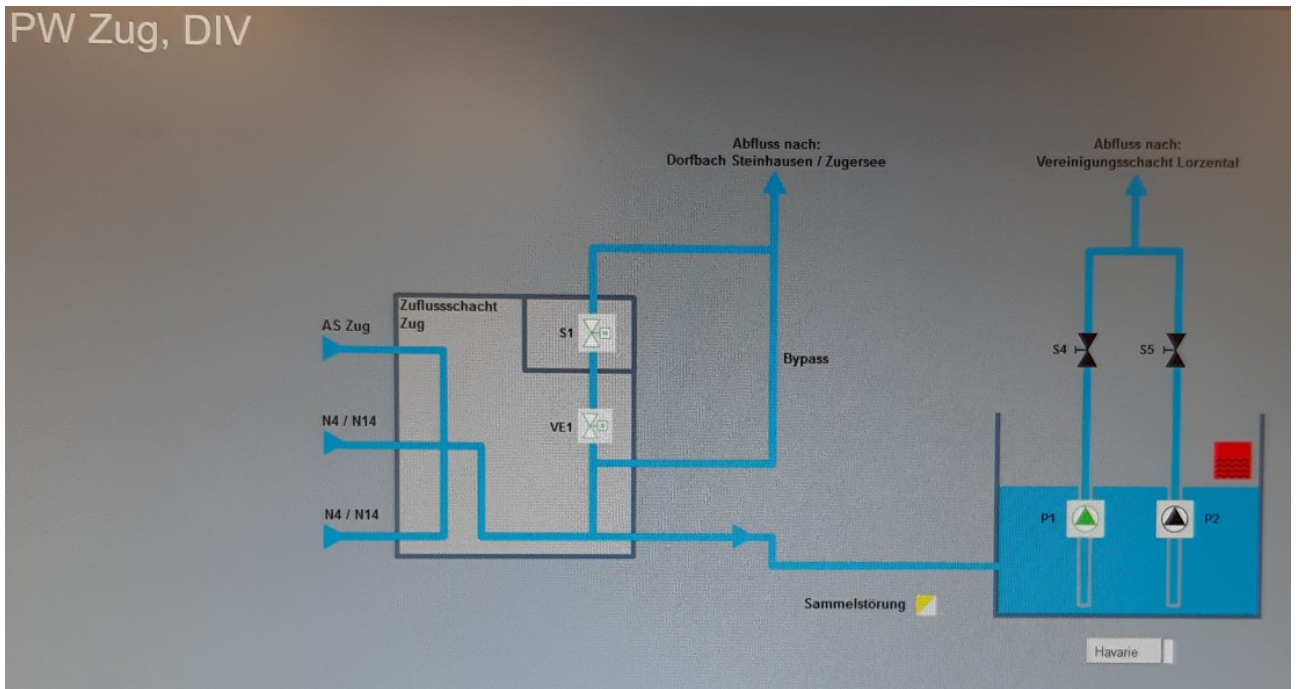 PW Zug, DIV
Abfluss nach:
Dorfbach Steinhausen / Zugersee
Abfluss nach:
Vereinigungsschacht Lorzental
Zuflussschacht
Zug
AS Zug
S1
S4
S5
Bypass
N4 / N14
VE1
N4 / N14
P1
P2
Sammelstörung
Havarie